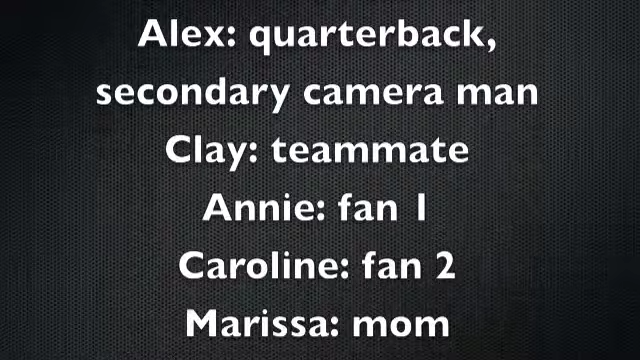 Alex: quarterback,
secondary camera man
Clay: teammate
Annie: fan 1
Caroline: fan 2
Marissa: mom